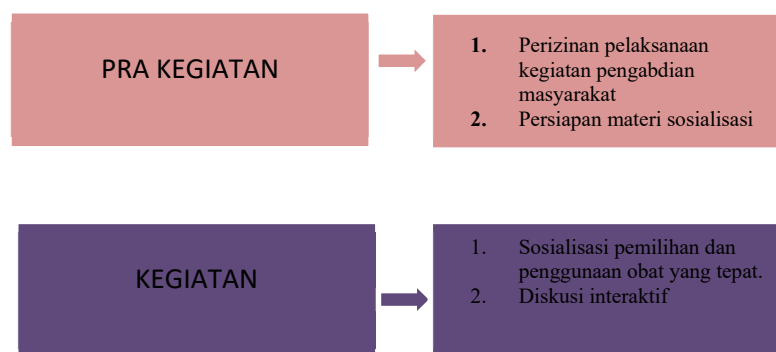 PRA KEGIATAN
1. Perizinan pelaksanaan
kegiatan pengabdian
masyarakat
2. Persiapan materi sosialisasi
KEGIATAN
1. Sosialisasi pemilihan dan
penggunaan obat yang tepat.
2. Diskusi interaktif